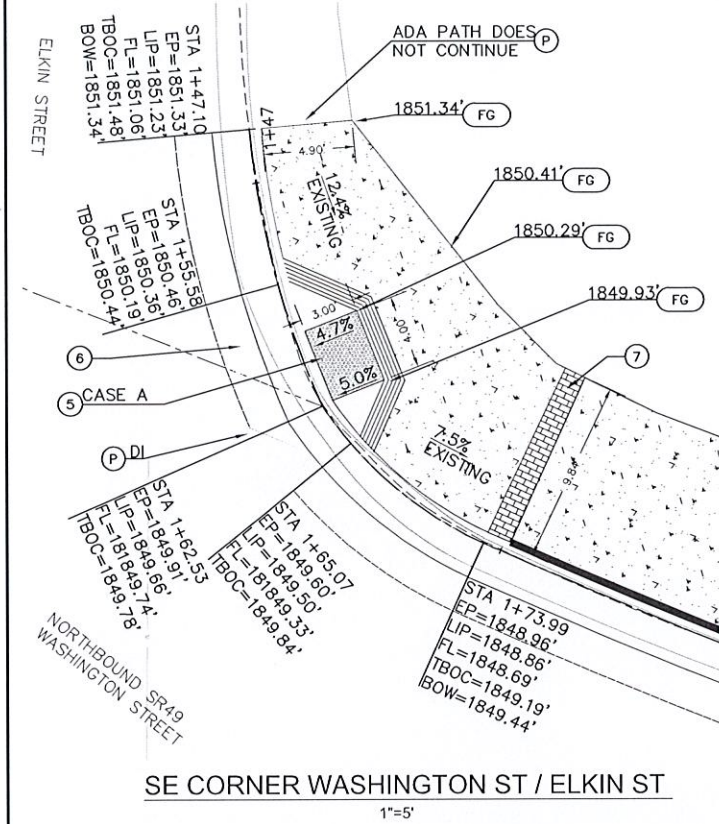 ADA PATH DOES
NOT CONTINUE
P
1851.34' FG
1850.41' FG
1850.29' FG
1849.93' FG
ELKIN STREET
STA 1+47.10
EP=1851.33'
LIP=1851.23'
FL=1851.06'
TBOC=1851.48'
BOW=1851.34'
1+47
4.90'
12.4%
EXISTING
STA 1+55.58
EP=1850.46'
LIP=1850.36'
FL=1850.19'
TBOC=1850.44'
3.00'
4.00'
4.7%
5.0%
6
5 CASE A
P DI
7
7.5%
EXISTING
9.84'
STA 1+62.53
EP=1849.91'
LIP=1849.66'
FL=181849.74'
TBOC=1849.78'
STA 1+65.07
EP=1849.60'
LIP=1849.50'
FL=181849.33'
TBOC=1849.84'
STA 1+73.99
EP=1848.96'
LIP=1848.86'
FL=1848.69'
TBOC=1849.19'
BOW=1849.44'
NORTHBOUND SR49
WASHINGTON STREET
SE CORNER WASHINGTON ST / ELKIN ST
1"=5'